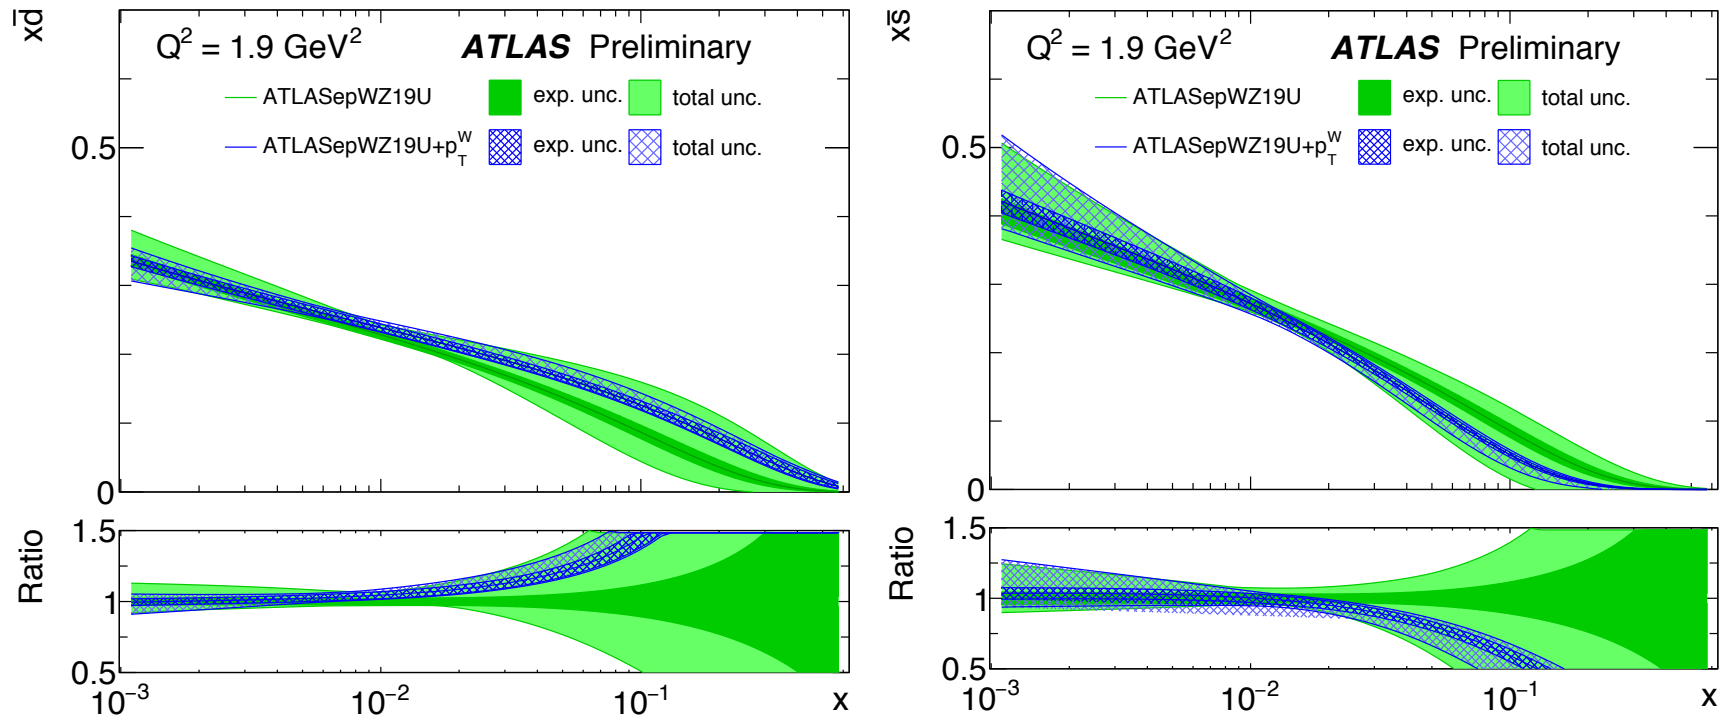 xd̅
Q² = 1.9 GeV²
ATLAS Preliminary
ATLASepWZ19U
exp. unc.
total unc.
ATLASepWZ19U+p_T^W
exp. unc.
total unc.
0.5
0
Ratio
1.5
1
0.5
10⁻³
10⁻²
10⁻¹
x
xs̅
Q² = 1.9 GeV²
ATLAS Preliminary
ATLASepWZ19U
exp. unc.
total unc.
ATLASepWZ19U+p_T^W
exp. unc.
total unc.
0.5
0
Ratio
1.5
1
0.5
10⁻³
10⁻²
10⁻¹
x